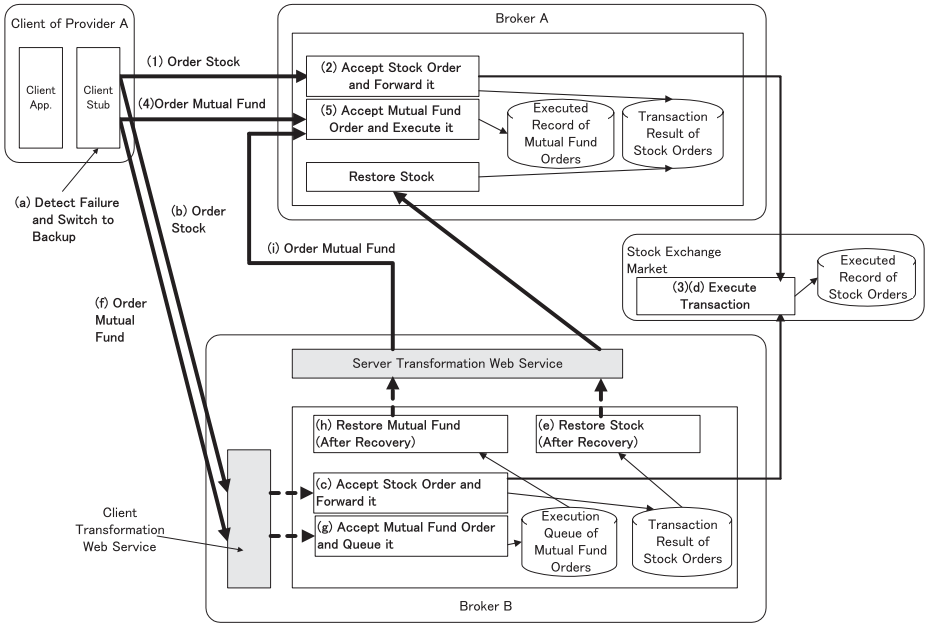 Client of Provider A
Client
App.
Client
Stub
(a) Detect Failure
and Switch to
Backup
(1) Order Stock
(4)Order Mutual Fund
(b) Order
Stock
(f) Order
Mutual
Fund
Broker A
(2) Accept Stock Order
and Forward it
(5) Accept Mutual Fund
Order and Execute it
Restore Stock
Executed
Record of
Mutual Fund
Orders
Transaction
Result of
Stock Orders
(i) Order Mutual Fund
Stock Exchange
Market
(3)(d) Execute
Transaction
Executed
Record of
Stock Orders
Server Transformation Web Service
(h) Restore Mutual Fund
(After Recovery)
(e) Restore Stock
(After Recovery)
(c) Accept Stock Order and
Forward it
(g) Accept Mutual Fund Order
and Queue it
Execution
Queue of
Mutual Fund
Orders
Transaction
Result of
Stock Orders
Client
Transformation
Web Service
Broker B